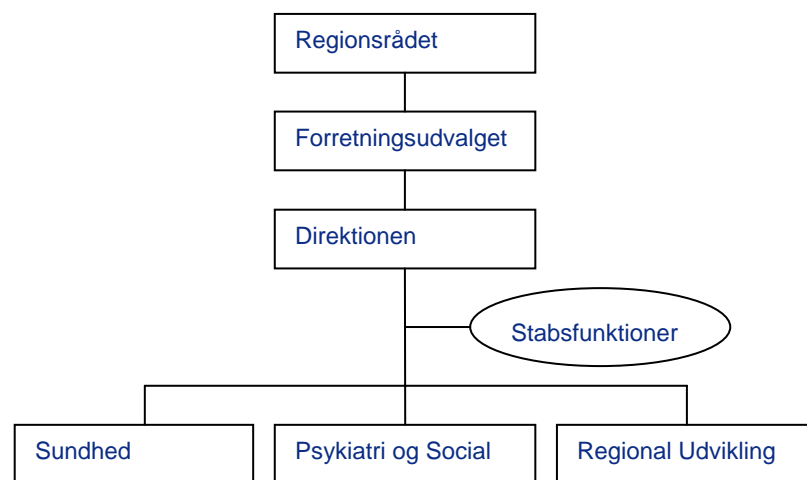 Regionsrådet
Forretningsudvalget
Direktionen
Stabsfunktioner
Sundhed
Psykiatri og Social
Regional Udvikling